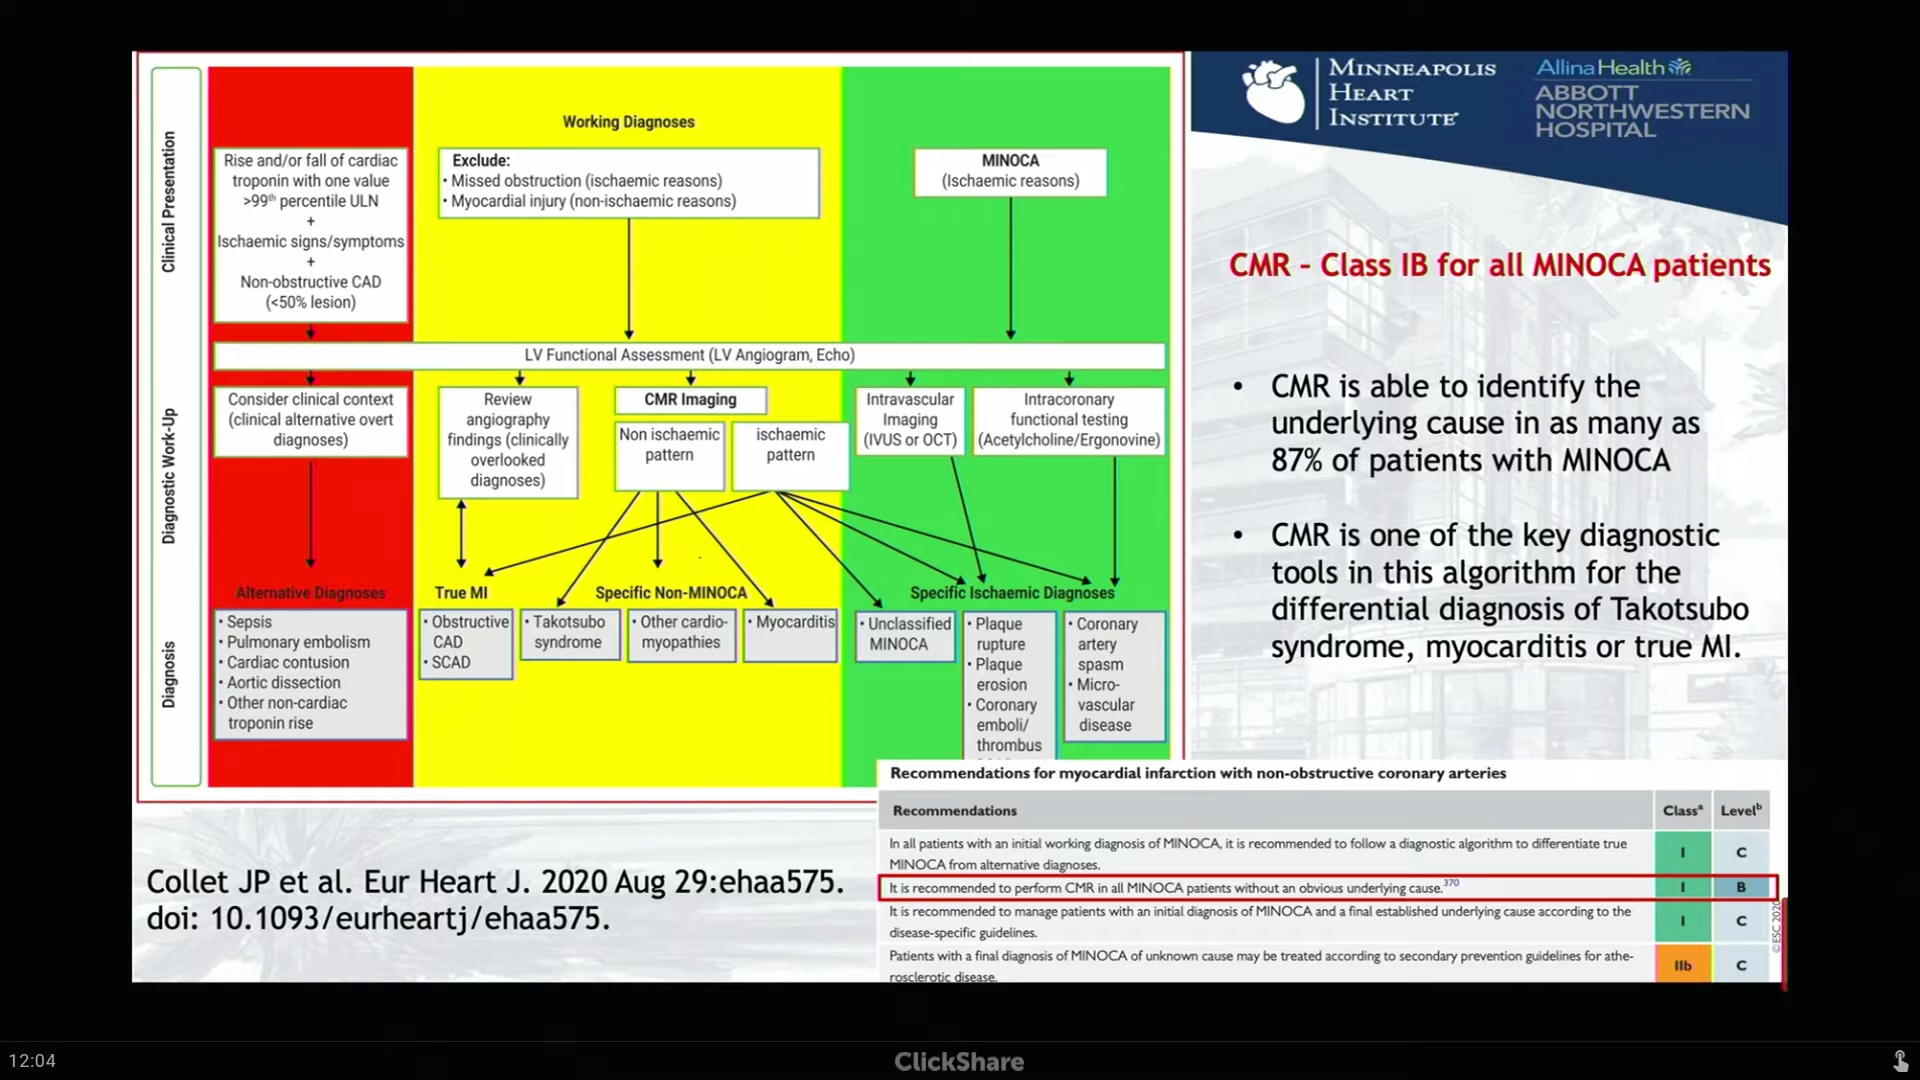 Clinical Presentation
Diagnostic Work-Up
Diagnosis
Working Diagnoses
Rise and/or fall of cardiac
troponin with one value
>99th percentile ULN
+
Ischaemic signs/symptoms
+
Non-obstructive CAD
(<50% lesion)
Exclude:
• Missed obstruction (ischaemic reasons)
• Myocardial injury (non-ischaemic reasons)
MINOCA
(Ischaemic reasons)
LV Functional Assessment (LV Angiogram, Echo)
Consider clinical context
(clinical alternative overt
diagnoses)
Review
angiography
findings (clinically
overlooked
diagnoses)
CMR Imaging
Non ischaemic
pattern
ischaemic
pattern
Intravascular
Imaging
(IVUS or OCT)
Intracoronary
functional testing
(Acetylcholine/Ergonovine)
Alternative Diagnoses
True MI
Specific Non-MINOCA
Specific Ischaemic Diagnoses
• Sepsis
• Pulmonary embolism
• Cardiac contusion
• Aortic dissection
• Other non-cardiac
troponin rise
• Obstructive
CAD
• SCAD
• Takotsubo
syndrome
• Other cardio-
myopathies
• Myocarditis
• Unclassified
MINOCA
• Plaque
rupture
• Plaque
erosion
• Coronary
emboli/
thrombus
• Coronary
artery
spasm
• Micro-
vascular
disease
MINNEAPOLIS
HEART
INSTITUTE
Allina Health
ABBOTT
NORTHWESTERN
HOSPITAL
CMR – Class IB for all MINOCA patients
• CMR is able to identify the
underlying cause in as many as
87% of patients with MINOCA
• CMR is one of the key diagnostic
tools in this algorithm for the
differential diagnosis of Takotsubo
syndrome, myocarditis or true MI.
Collet JP et al. Eur Heart J. 2020 Aug 29:ehaa575.
doi: 10.1093/eurheartj/ehaa575.
Recommendations for myocardial infarction with non-obstructive coronary arteries
Recommendations Classa Levelb
In all patients with an initial working diagnosis of MINOCA, it is recommended to follow a diagnostic algorithm to differentiate true
MINOCA from alternative diagnoses. I C
It is recommended to perform CMR in all MINOCA patients without an obvious underlying cause.370 I B
It is recommended to manage patients with an initial diagnosis of MINOCA and a final established underlying cause according to the
disease-specific guidelines. I C
Patients with a final diagnosis of MINOCA of unknown cause may be treated according to secondary prevention guidelines for athe-
rosclerotic disease. IIb C
©ESC 2020
12:04
ClickShare